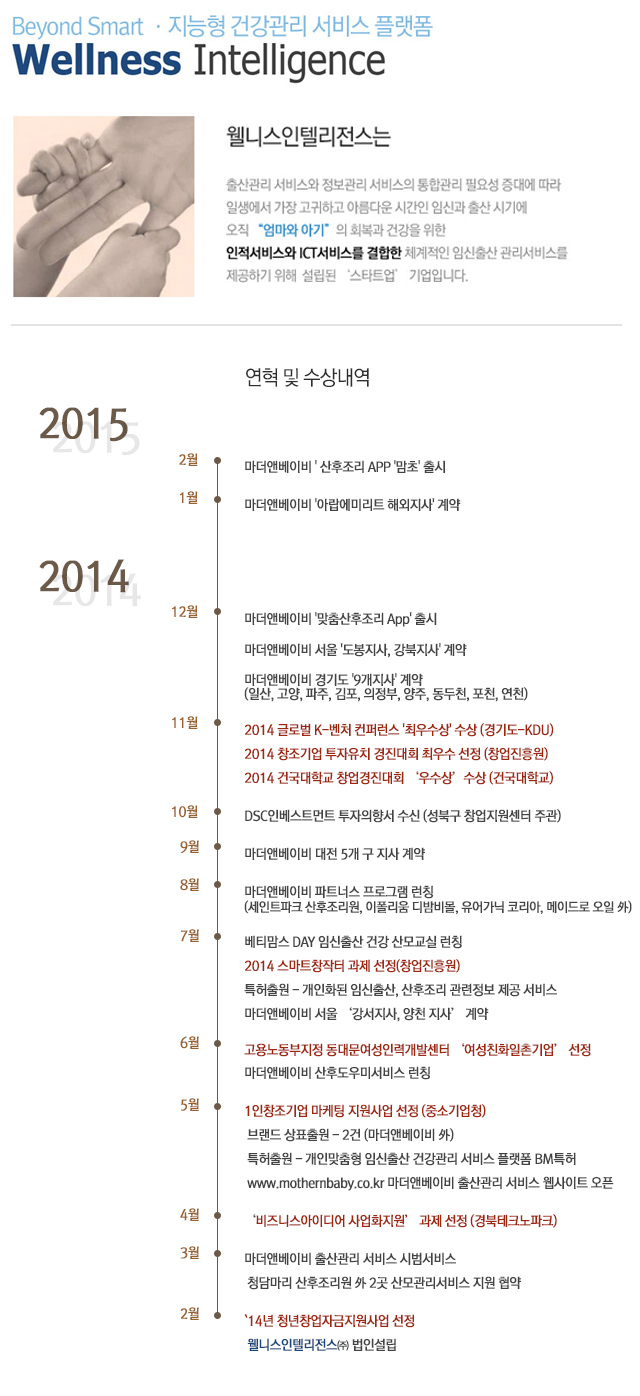 Beyond Smart · 지능형 건강관리 서비스 플랫폼
Wellness Intelligence
웰니스인텔리전스는
출산관리 서비스와 정보관리 서비스의 통합관리 필요성 증대에 따라
일생에서 가장 고귀하고 아름다운 시간인 임신과 출산 시기에
오직 “엄마와 아기” 의 회복과 건강을 위한
인적서비스와 ICT서비스를 결합한 체계적인 임신출산 관리서비스를
제공하기 위해 설립된 ‘스타트업’ 기업입니다.
연혁 및 수상내역
2015
2월 마더앤베이비 ' 산후조리 APP '맘초' 출시
1월 마더앤베이비 '아랍에미리트 해외지사' 계약
2014
12월 마더앤베이비 '맞춤산후조리 App' 출시
마더앤베이비 서울 '도봉지사, 강북지사' 계약
마더앤베이비 경기도 '9개지사' 계약
(일산, 고양, 파주, 김포, 의정부, 양주, 동두천, 포천, 연천)
11월 2014 글로벌 K-벤처 컨퍼런스 '최우수상' 수상 (경기도-KDU)
2014 창조기업 투자유치 경진대회 최우수 선정 (창업진흥원)
2014 건국대학교 창업경진대회 ‘우수상’ 수상 (건국대학교)
10월 DSC인베스트먼트 투자의향서 수신 (성북구 창업지원센터 주관)
9월 마더앤베이비 대전 5개 구 지사 계약
8월 마더앤베이비 파트너스 프로그램 런칭
(세인트파크 산후조리원, 이폴리움 디밤비몰, 유어가닉 코리아, 메이드로 오일 外)
7월 베티맘스 DAY 임신출산 건강 산모교실 런칭
2014 스마트창작터 과제 선정(창업진흥원)
특허출원 - 개인화된 임신출산, 산후조리 관련정보 제공 서비스
마더앤베이비 서울 ‘강서지사, 양천 지사’ 계약
6월 고용노동부지정 동대문여성인력개발센터 ‘여성친화일촌기업’ 선정
마더앤베이비 산후도우미서비스 런칭
5월 1인창조기업 마케팅 지원사업 선정 (중소기업청)
브랜드 상표출원 - 2건 (마더앤베이비 外)
특허출원 - 개인맞춤형 임신출산 건강관리 서비스 플랫폼 BM특허
www.mothernbaby.co.kr 마더앤베이비 출산관리 서비스 웹사이트 오픈
4월 ‘비즈니스아이디어 사업화지원’ 과제 선정 (경북테크노파크)
3월 마더앤베이비 출산관리 서비스 시범서비스
청담마리 산후조리원 外 2곳 산모관리서비스 지원 협약
2월 `14년 청년창업자금지원사업 선정
웰니스인텔리전스㈜ 법인설립